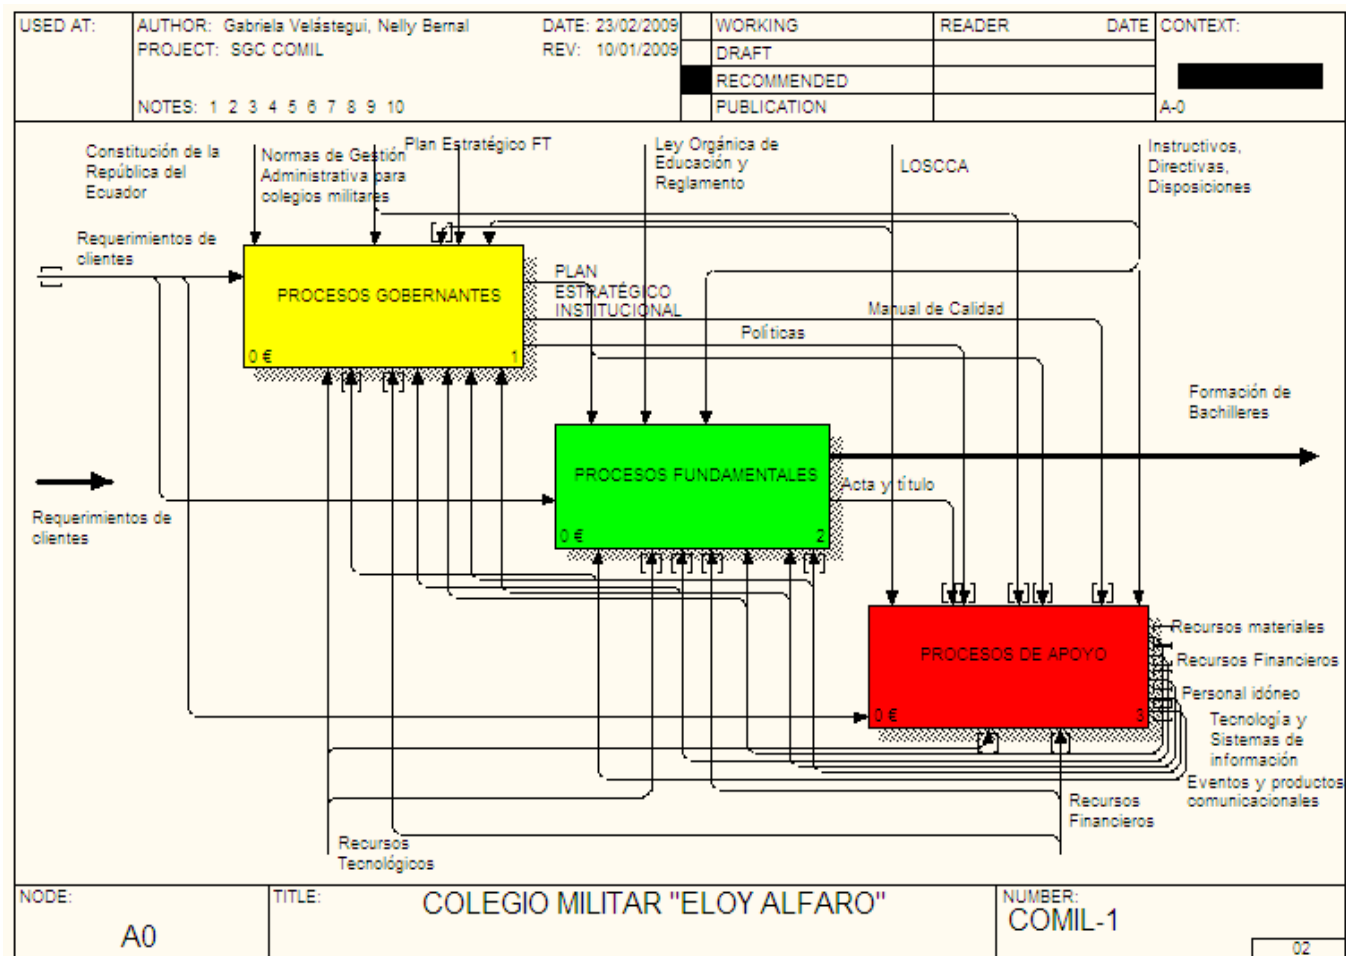 USED AT:
AUTHOR: Gabriela Velástegui, Nelly Bernal
DATE: 23/02/2009
PROJECT: SGC COMIL
REV: 10/01/2009
NOTES: 1 2 3 4 5 6 7 8 9 10
WORKING
DRAFT
RECOMMENDED
PUBLICATION
READER
DATE
CONTEXT:
A-0
Constitución de la
República del
Ecuador
Normas de Gestión
Administrativa para
colegios militares
Plan Estratégico FT
Ley Orgánica de
Educación y
Reglamento
LOSCCA
Instructivos,
Directivas,
Disposiciones
Requerimientos de
clientes
PROCESOS GOBERNANTES
0 €
1
PLAN
ESTRATÉGICO
INSTITUCIONAL
Manual de Calidad
Políticas
Formación de
Bachilleres
PROCESOS FUNDAMENTALES
0 €
2
Acta y título
Requerimientos de
clientes
PROCESOS DE APOYO
0 €
3
Recursos materiales
Recursos Financieros
Personal idóneo
Tecnología y
Sistemas de
información
Eventos y productos
comunicacionales
Recursos
Financieros
Recursos
Tecnológicos
NODE:
A0
TITLE:
COLEGIO MILITAR "ELOY ALFARO"
NUMBER:
COMIL-1
02